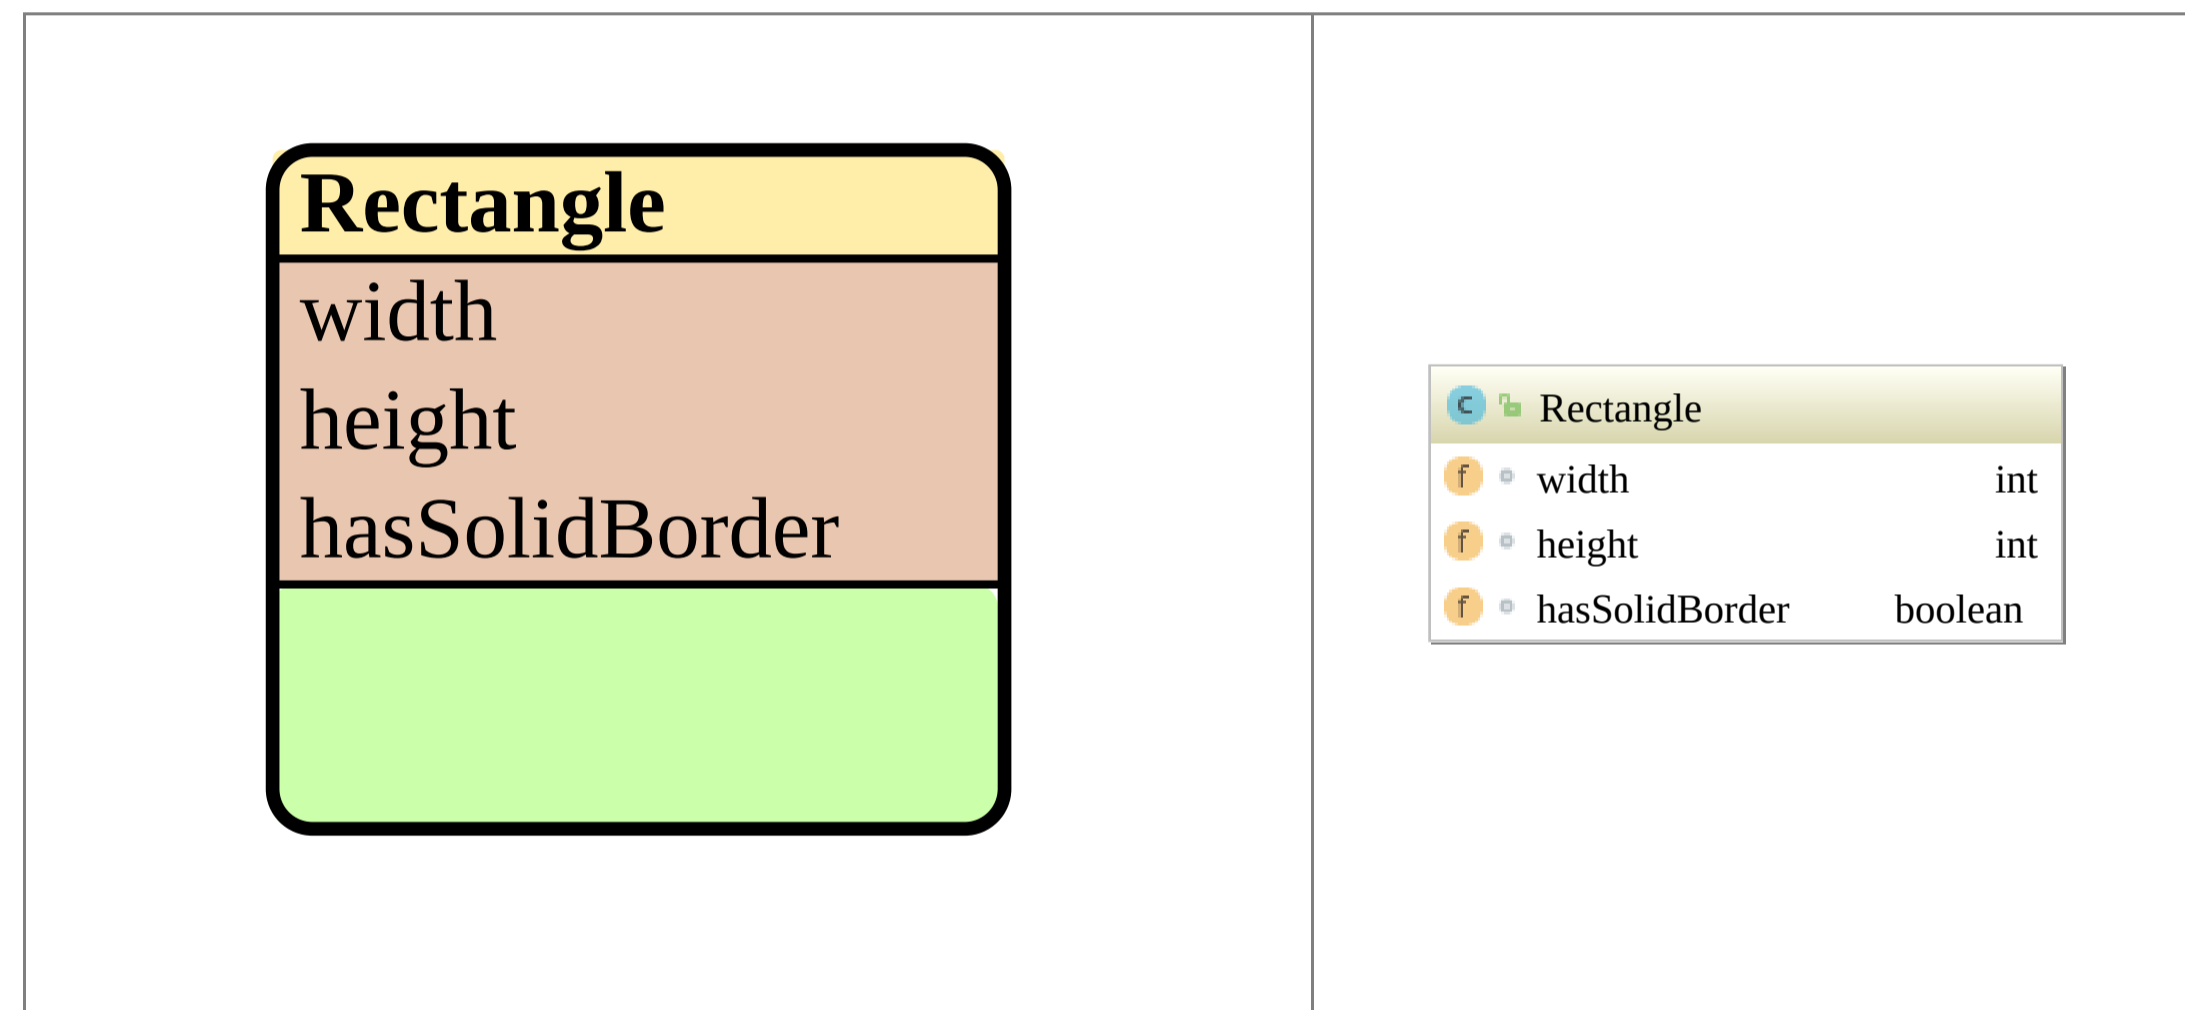 Rectangle
width
height
hasSolidBorder
C Rectangle
f width int
f height int
f hasSolidBorder boolean